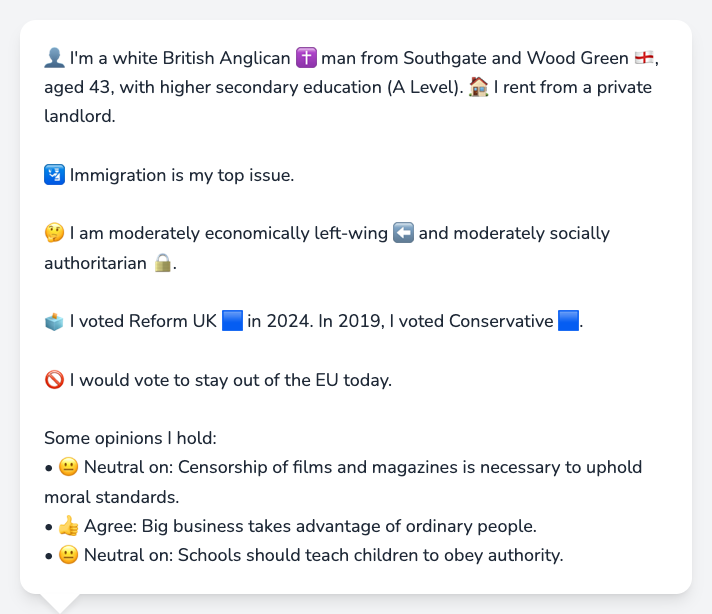 👤 I'm a white British Anglican ✝️ man from Southgate and Wood Green 🏴󠁧󠁢󠁥󠁮󠁧󠁿,
aged 43, with higher secondary education (A Level). 🏠 I rent from a private
landlord.
🛂 Immigration is my top issue.
🤔 I am moderately economically left-wing ⬅️ and moderately socially
authoritarian 🔒.
🗳️ I voted Reform UK 🟦 in 2024. In 2019, I voted Conservative 🟦.
🚫 I would vote to stay out of the EU today.
Some opinions I hold:
• 😐 Neutral on: Censorship of films and magazines is necessary to uphold
moral standards.
• 👍 Agree: Big business takes advantage of ordinary people.
• 😐 Neutral on: Schools should teach children to obey authority.